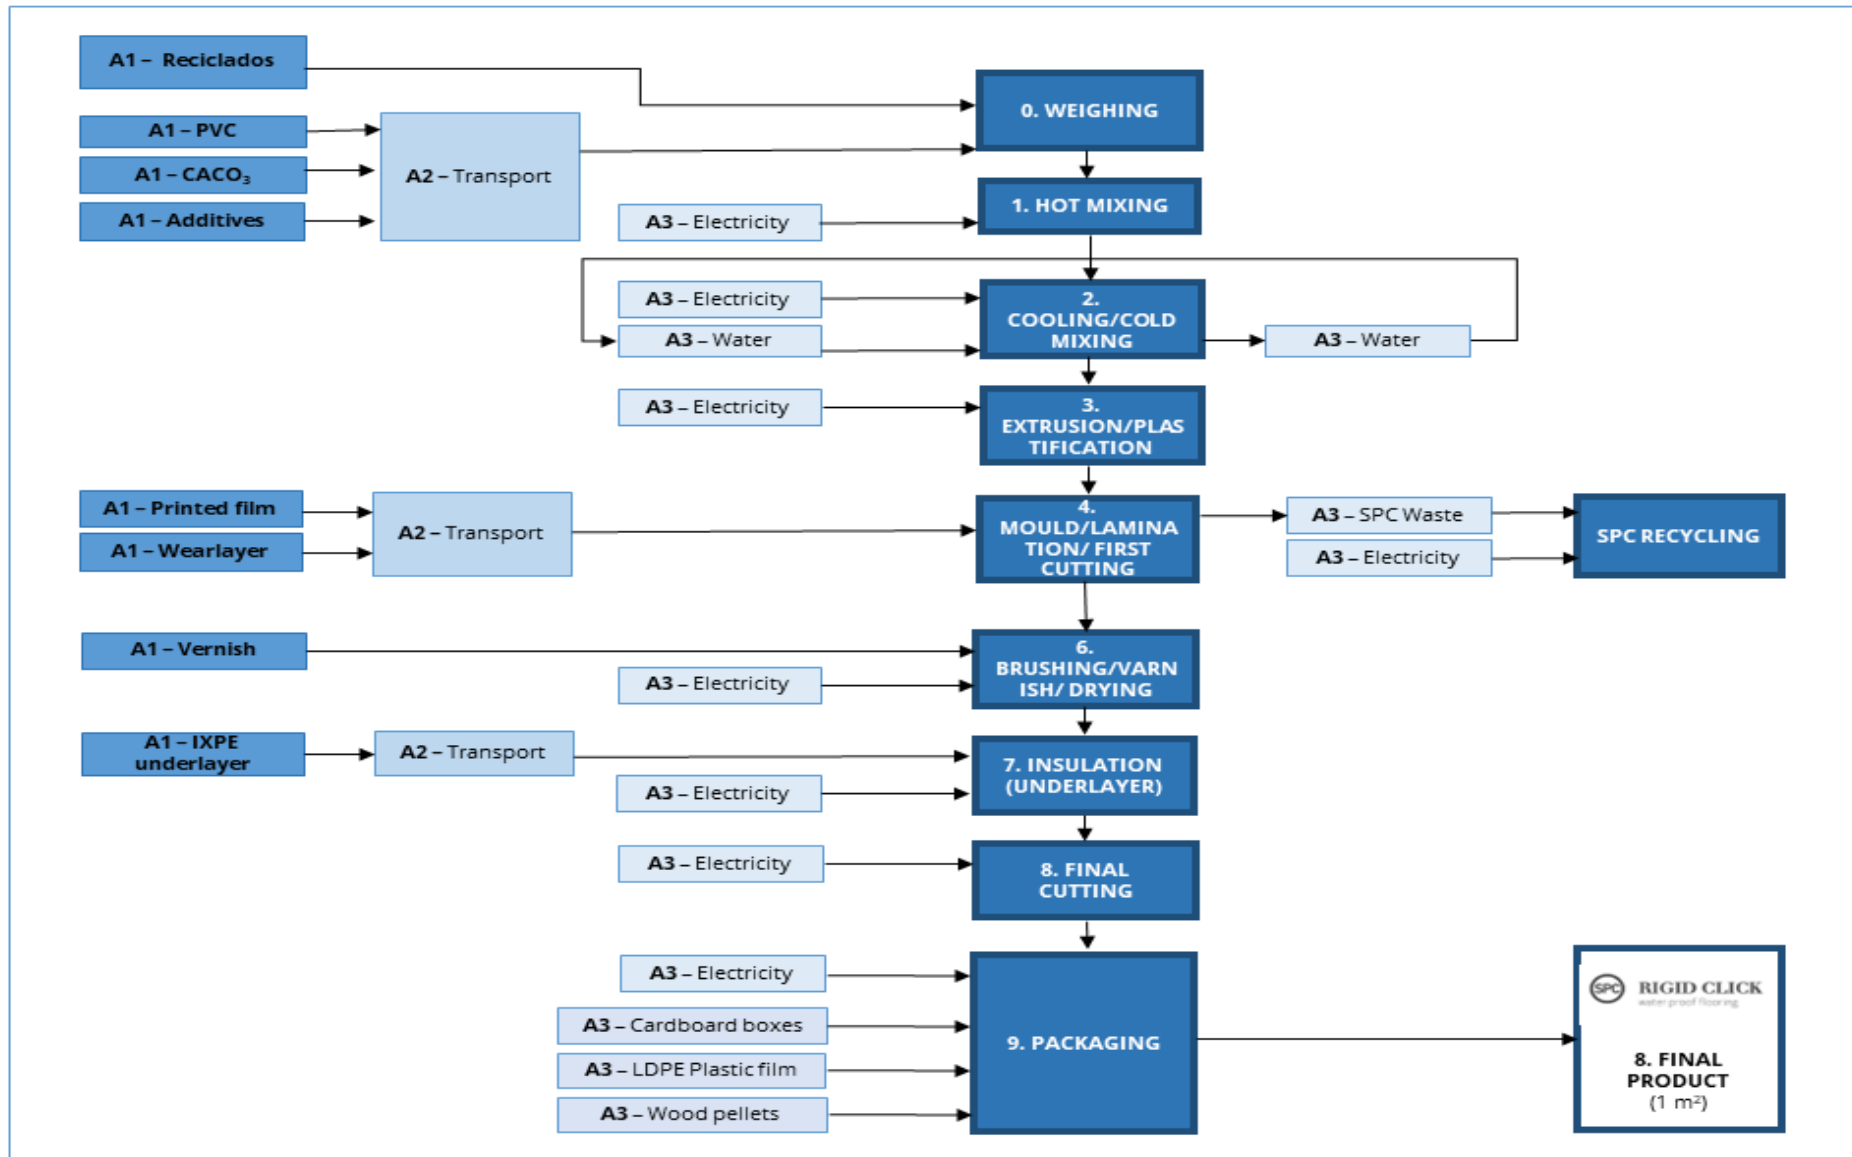 A1 – Reciclados
0. WEIGHING
A1 – PVC
A1 – CACO₃
A2 – Transport
A1 – Additives
1. HOT MIXING
A3 – Electricity
A3 – Electricity
A3 – Water
2.
COOLING/COLD
MIXING
A3 – Water
A3 – Electricity
3.
EXTRUSION/PLAS
TIFICATION
A1 – Printed film
A1 – Wearlayer
A2 – Transport
4.
MOULD/LAMINA
TION/ FIRST
CUTTING
A3 – SPC Waste
A3 – Electricity
SPC RECYCLING
A1 – Vernish
A3 – Electricity
6.
BRUSHING/VARN
ISH/ DRYING
A1 – IXPE
underlayer
A2 – Transport
A3 – Electricity
7. INSULATION
(UNDERLAYER)
A3 – Electricity
8. FINAL
CUTTING
A3 – Electricity
A3 – Cardboard boxes
A3 – LDPE Plastic film
A3 – Wood pellets
9. PACKAGING
SPC RIGID CLICK
waterproof flooring
8. FINAL
PRODUCT
(1 m²)